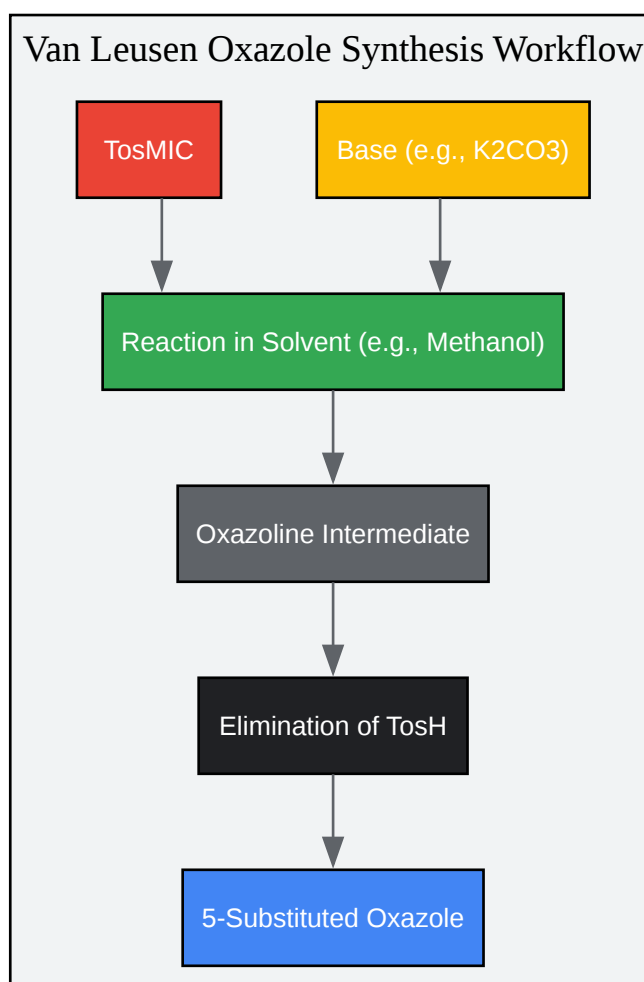 Van Leusen Oxazole Synthesis Workflow
TosMIC
Base (e.g., K2CO3)
Reaction in Solvent (e.g., Methanol)
Oxazoline Intermediate
Elimination of TosH
5-Substituted Oxazole